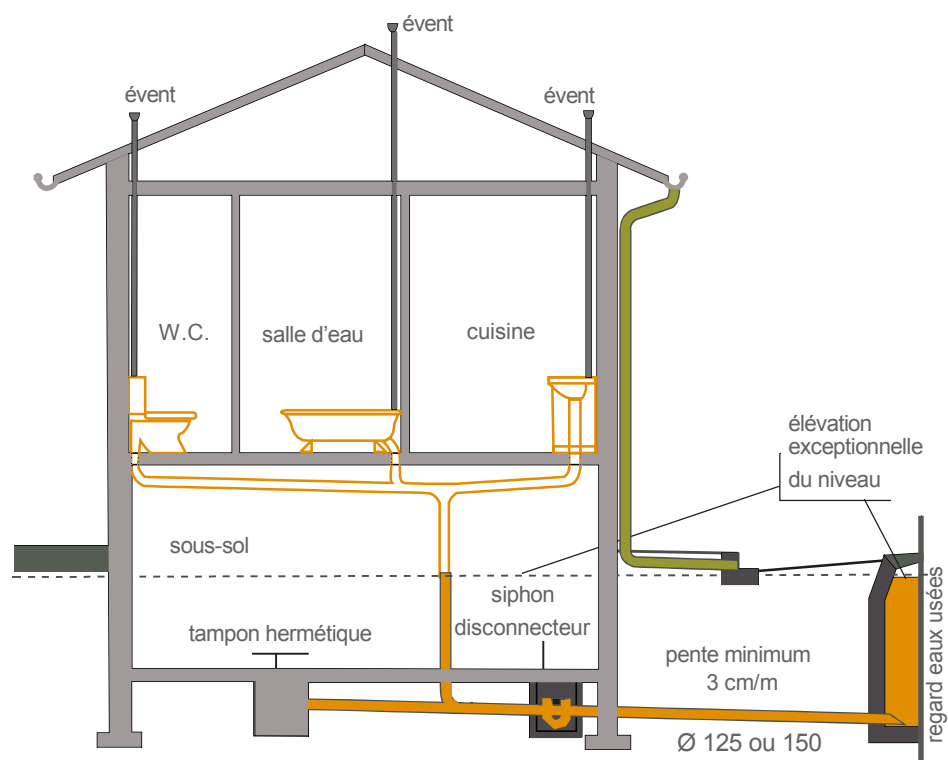 évent
évent
évent
W.C.
salle d'eau
cuisine
élévation
exceptionnelle
du niveau
sous-sol
siphon
disconnecteur
tampon hermétique
pente minimum
3 cm/m
Ø 125 ou 150
regard eaux usées